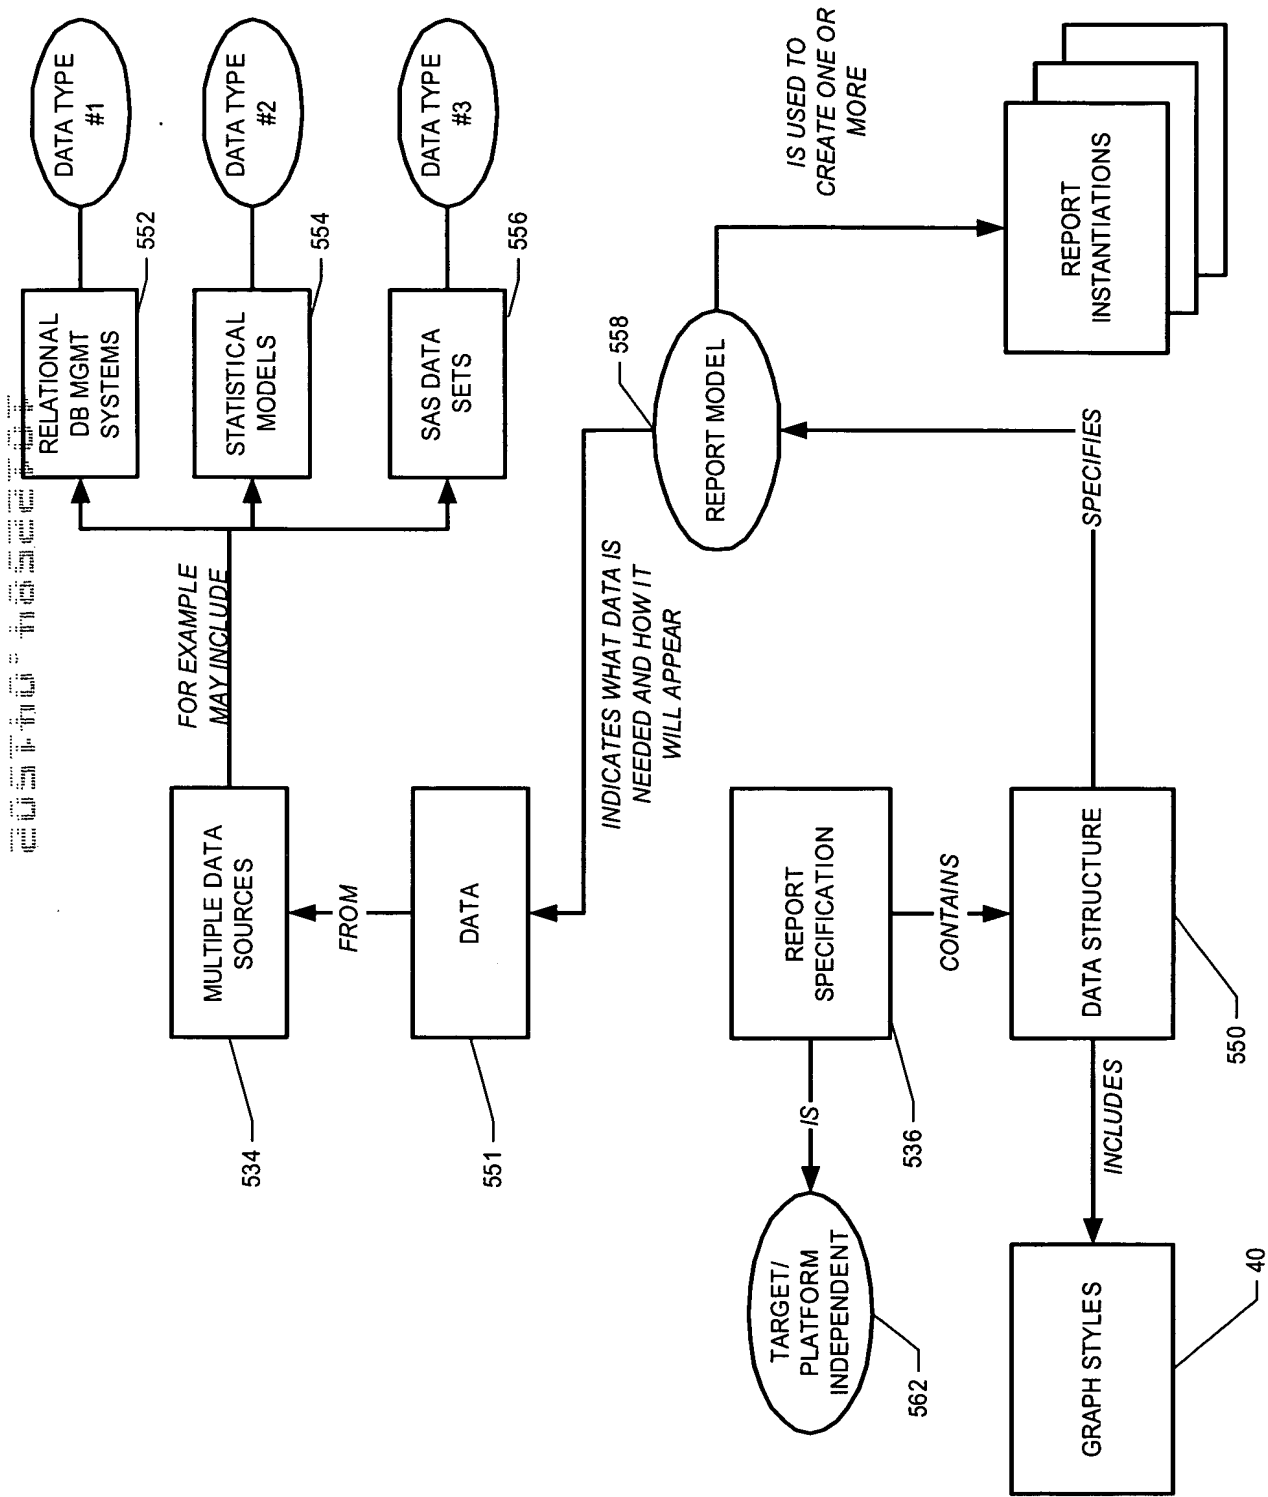 GRAPH STYLES
40
INCLUDES
DATA STRUCTURE
550
SPECIFIES
TARGET/
PLATFORM
INDEPENDENT
562
IS
REPORT
SPECIFICATION
536
CONTAINS
REPORT MODEL
558
IS USED TO
CREATE ONE OR
MORE
REPORT
INSTANTIATIONS
INDICATES WHAT DATA IS
NEEDED AND HOW IT
WILL APPEAR
DATA
551
FROM
MULTIPLE DATA
SOURCES
534
FOR EXAMPLE
MAY INCLUDE
RELATIONAL
DB MGMT
SYSTEMS
552
DATA TYPE
#1
STATISTICAL
MODELS
554
DATA TYPE
#2
SAS DATA
SETS
556
DATA TYPE
#3